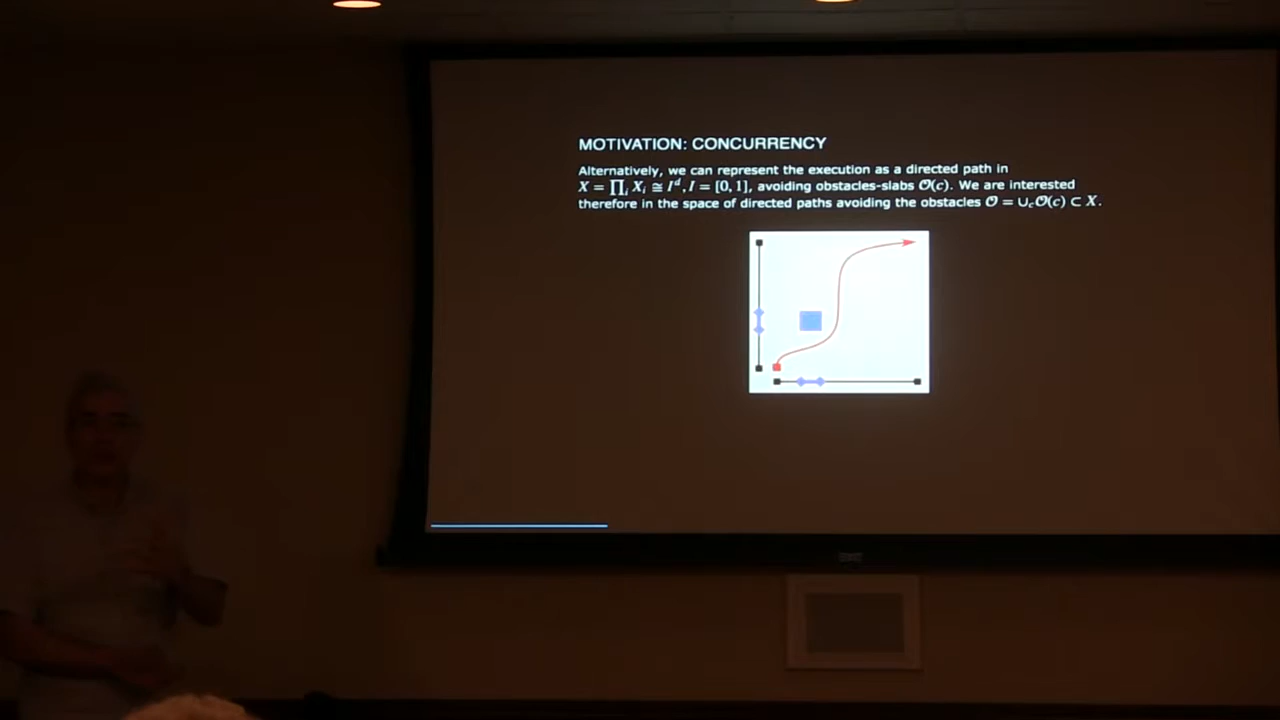 MOTIVATION: CONCURRENCY
Alternatively, we can represent the execution as a directed path in
X = ∏ᵢ Xᵢ ≅ Iᵈ, I = [0, 1], avoiding obstacles-slabs 𝒪(c). We are interested
therefore in the space of directed paths avoiding the obstacles 𝒪 = ∪_c 𝒪(c) ⊂ X.